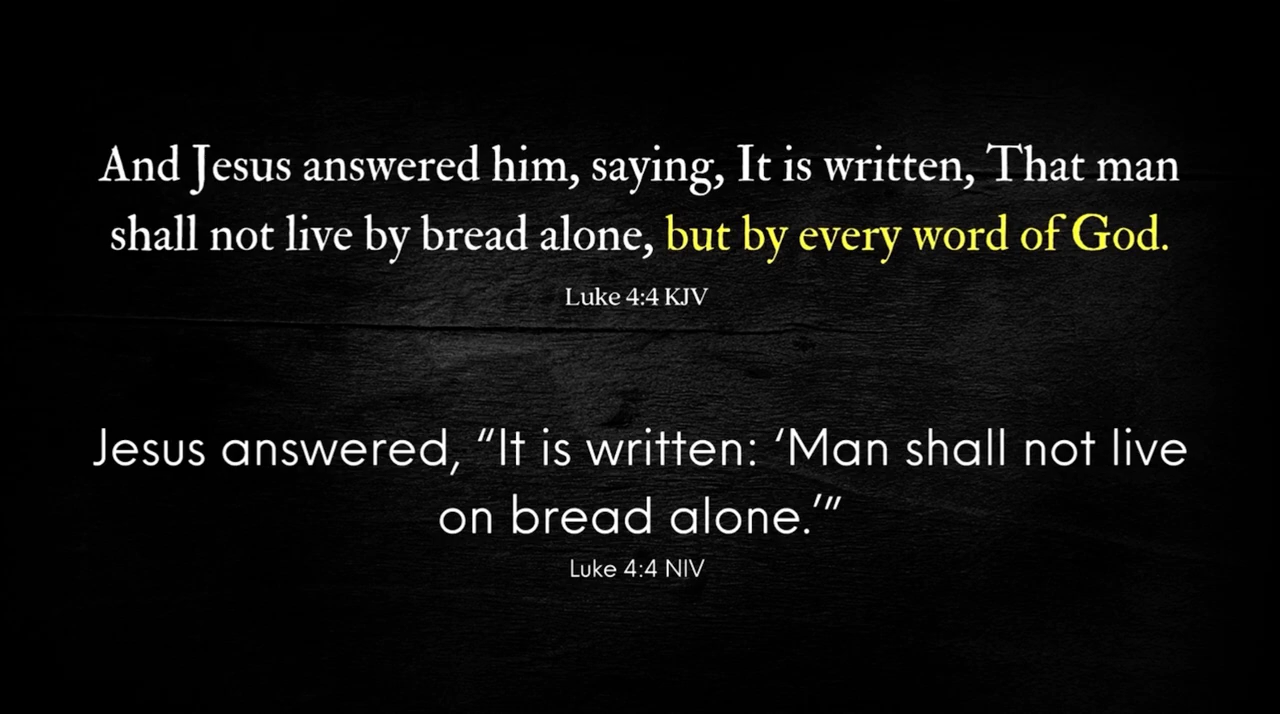 And Jesus answered him, saying, It is written, That man
shall not live by bread alone, but by every word of God.
Luke 4:4 KJV
Jesus answered, “It is written: ‘Man shall not live
on bread alone.’”
Luke 4:4 NIV